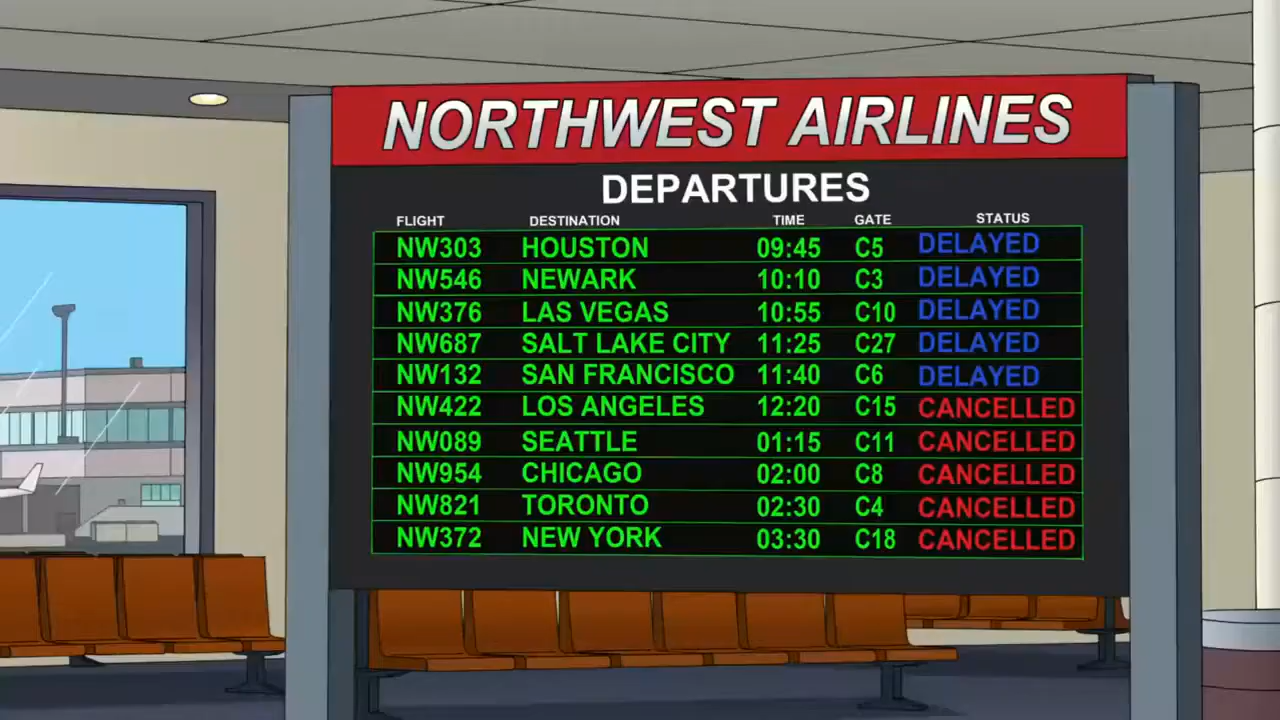 NORTHWEST AIRLINES
DEPARTURES
FLIGHT DESTINATION TIME GATE STATUS
NW303 HOUSTON 09:45 C5 DELAYED
NW546 NEWARK 10:10 C3 DELAYED
NW376 LAS VEGAS 10:55 C10 DELAYED
NW687 SALT LAKE CITY 11:25 C27 DELAYED
NW132 SAN FRANCISCO 11:40 C6 DELAYED
NW422 LOS ANGELES 12:20 C15 CANCELLED
NW089 SEATTLE 01:15 C11 CANCELLED
NW954 CHICAGO 02:00 C8 CANCELLED
NW821 TORONTO 02:30 C4 CANCELLED
NW372 NEW YORK 03:30 C18 CANCELLED